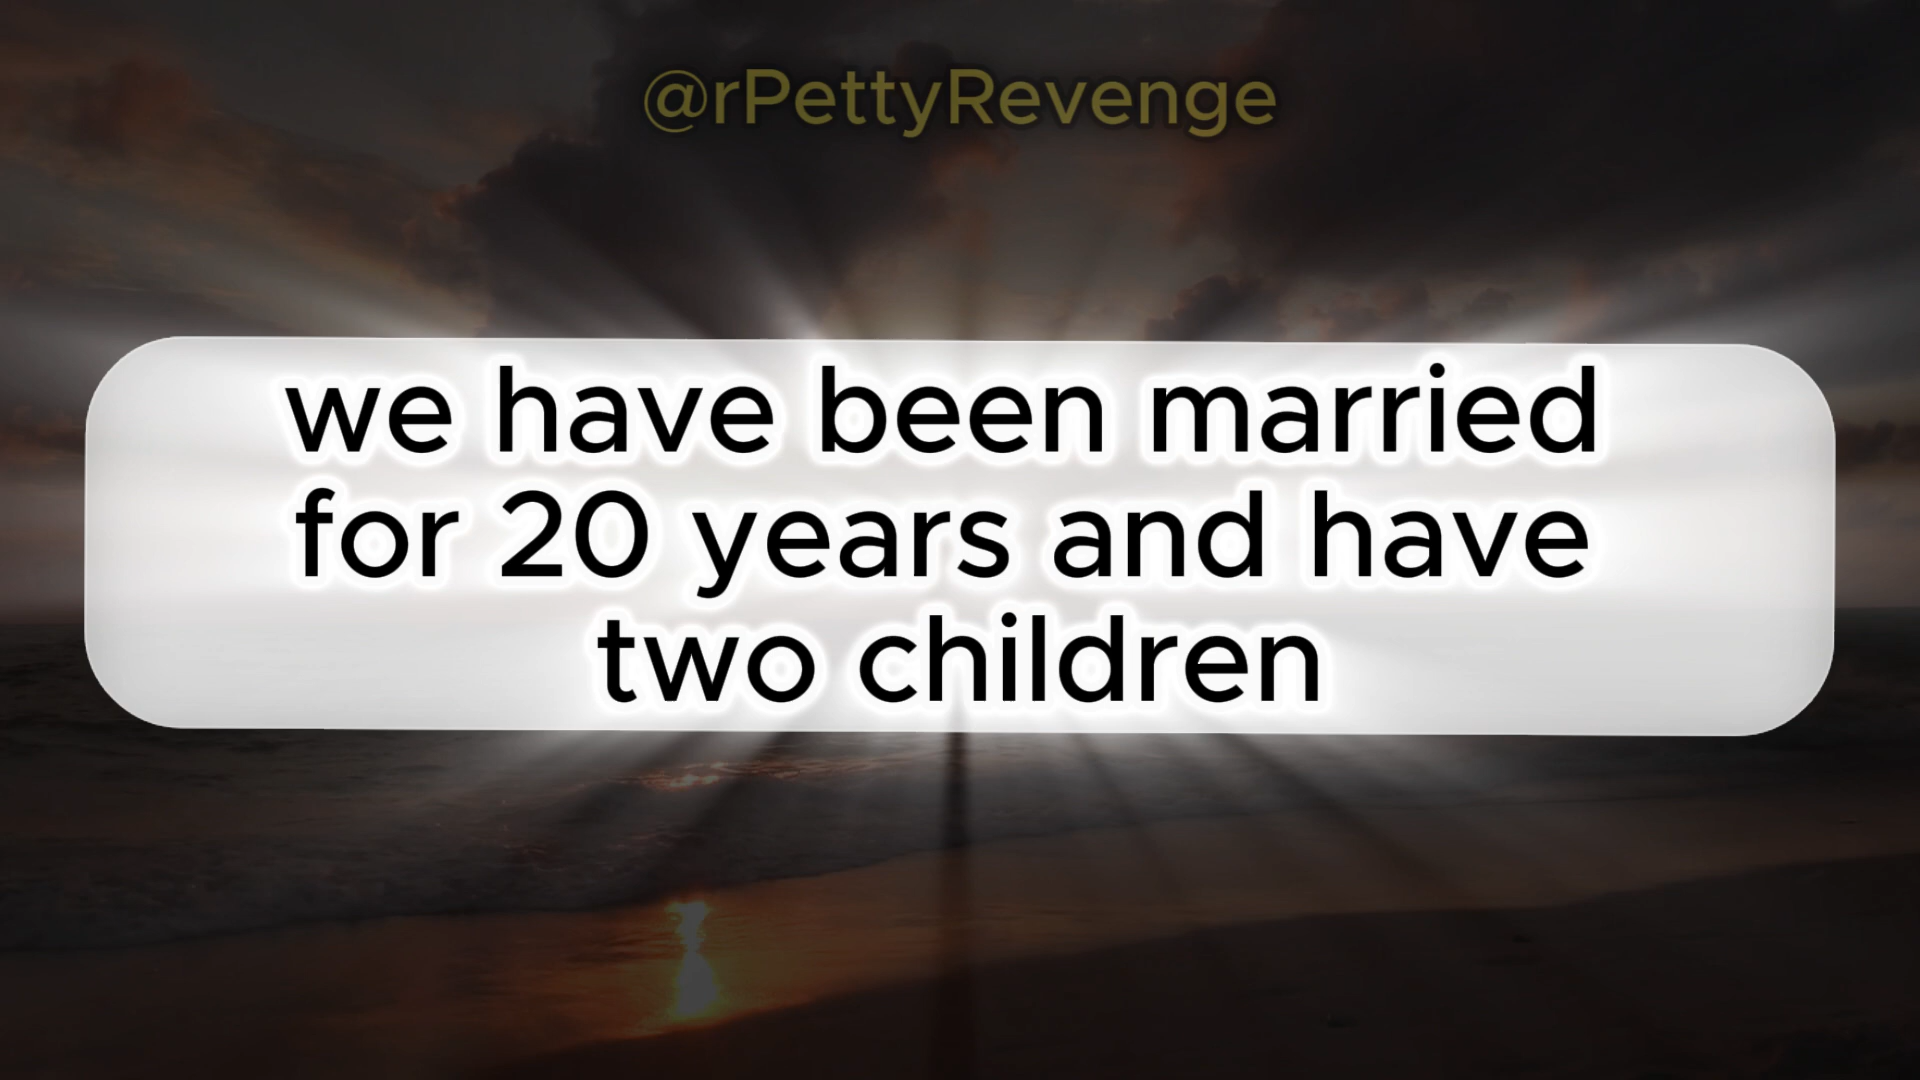 @rPettyRevenge
we have been married
for 20 years and have
two children